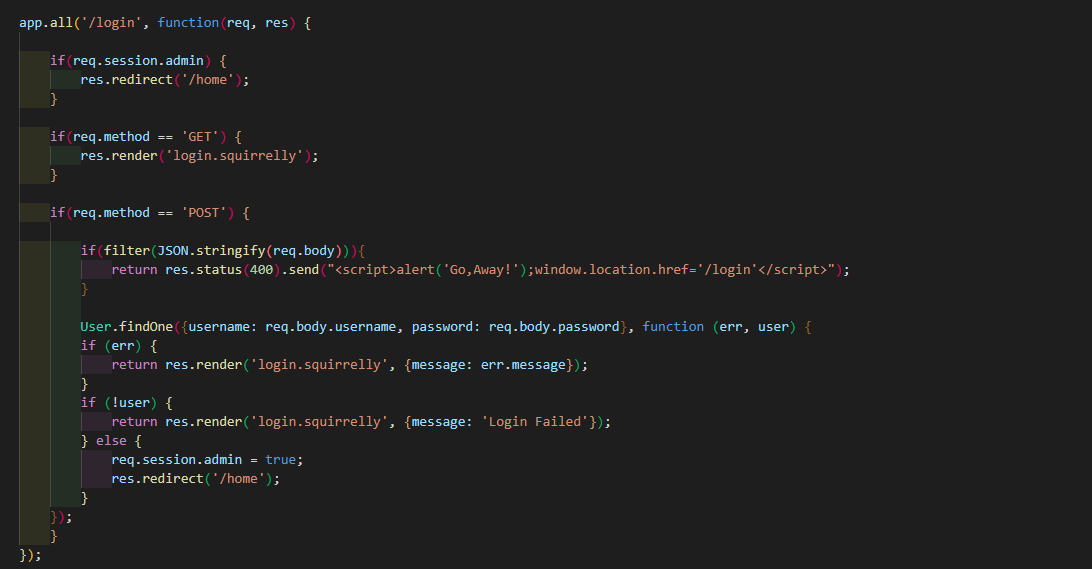 app.all('/login', function(req, res) {
if(req.session.admin) {
res.redirect('/home');
}
if(req.method == 'GET') {
res.render('login.squirrelly');
}
if(req.method == 'POST') {
if(filter(JSON.stringify(req.body))){
return res.status(400).send("<script>alert('Go,Away!');window.location.href='/login'</script>");
}
User.findOne({username: req.body.username, password: req.body.password}, function (err, user) {
if (err) {
return res.render('login.squirrelly', {message: err.message});
}
if (!user) {
return res.render('login.squirrelly', {message: 'Login Failed'});
} else {
req.session.admin = true;
res.redirect('/home');
}
});
}
});